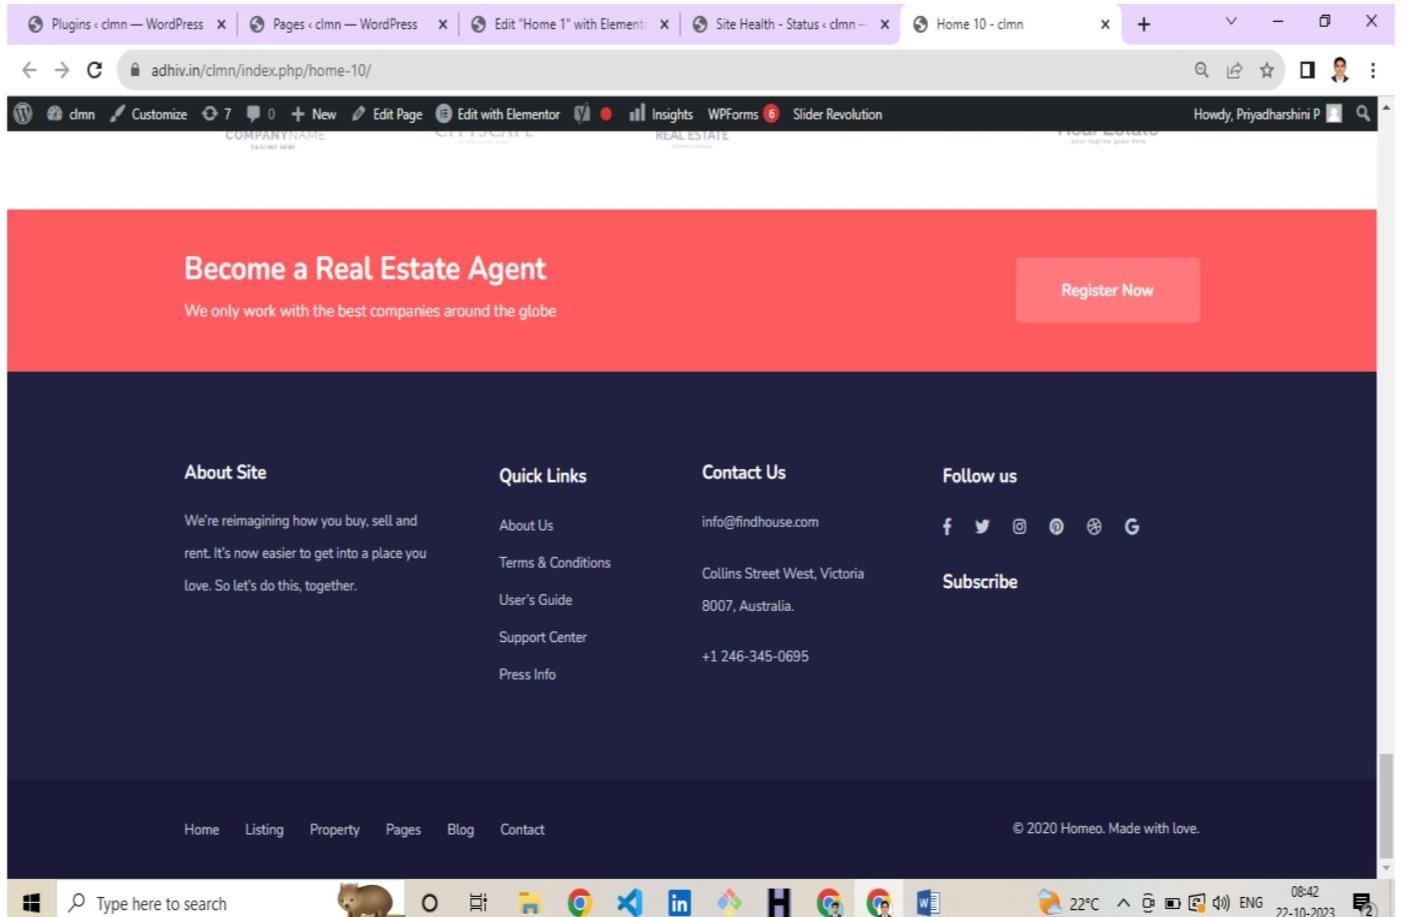 Plugins ‹ clmn — WordPress
Pages ‹ clmn — WordPress
Edit "Home 1" with Element
Site Health - Status ‹ clmn –
Home 10 - clmn
adhiv.in/clmn/index.php/home-10/
clmn Customize 7 0 New Edit Page Edit with Elementor Insights WPForms 6 Slider Revolution Howdy, Priyadharshini P
COMPANYNAME
TAGLINE HERE
CITYSCAPE
REAL ESTATE
your tagline goes here
Become a Real Estate Agent
We only work with the best companies around the globe
Register Now
About Site
We're reimagining how you buy, sell and
rent. It's now easier to get into a place you
love. So let's do this, together.
Quick Links
About Us
Terms & Conditions
User's Guide
Support Center
Press Info
Contact Us
info@findhouse.com
Collins Street West, Victoria
8007, Australia.
+1 246-345-0695
Follow us
Subscribe
Home Listing Property Pages Blog Contact
© 2020 Homeo. Made with love.
Type here to search
22°C
ENG
08:42
22-10-2023